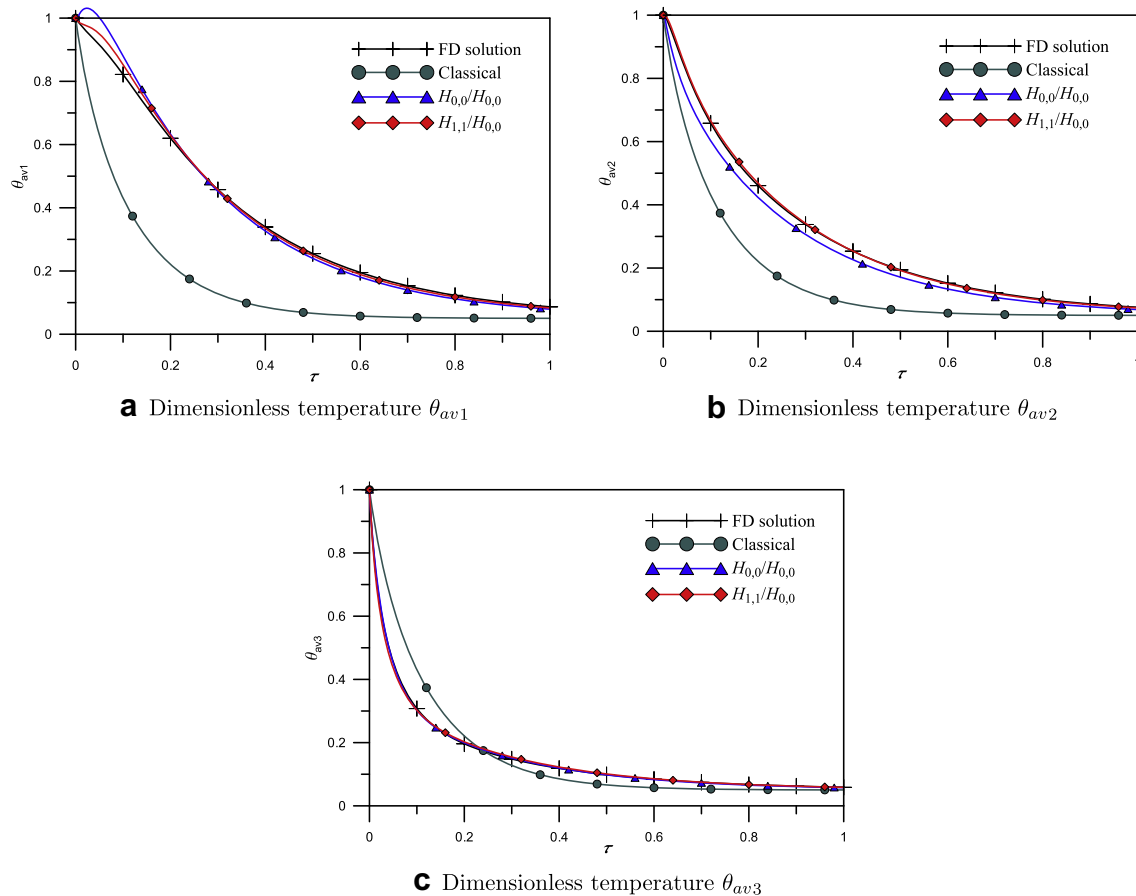 1
0.8
0.6
0.4
0.2
0
θav1
FD solution
Classical
H0,0/H0,0
H1,1/H0,0
0 0.2 0.4 0.6 0.8 1
τ
a Dimensionless temperature θav1
1
0.8
0.6
0.4
0.2
0
θav2
FD solution
Classical
H0,0/H0,0
H1,1/H0,0
0 0.2 0.4 0.6 0.8 1
τ
b Dimensionless temperature θav2
1
0.8
0.6
0.4
0.2
0
θav3
FD solution
Classical
H0,0/H0,0
H1,1/H0,0
0 0.2 0.4 0.6 0.8 1
τ
c Dimensionless temperature θav3